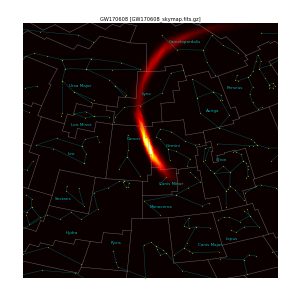 GW170608 [GW170608_skymap.fits.gz]
Camelopardalis
Ursa Major
Lynx
Perseus
Auriga
Leo Minor
Cancer
Gemini
Leo
Orion
Canis Minor
Sextans
Monoceros
Hydra
Pyxis
Canis Major
Lepus